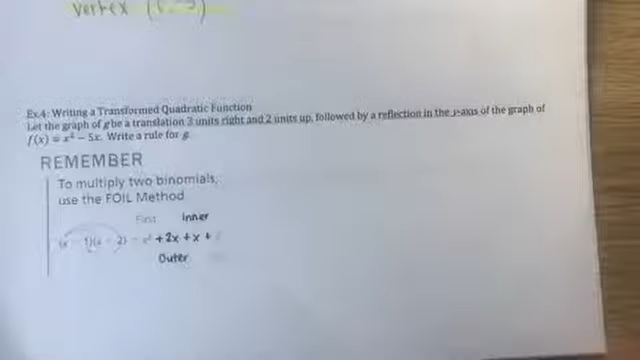 vertex
Ex.4: Writing a Transformed Quadratic Function
Let the graph of g be a translation 3 units right and 2 units up, followed by a reflection in the y-axis of the graph of
f(x) = x² − 5x. Write a rule for g.
REMEMBER
To multiply two binomials,
use the FOIL Method
First Inner
+ 2x + x +
Outer